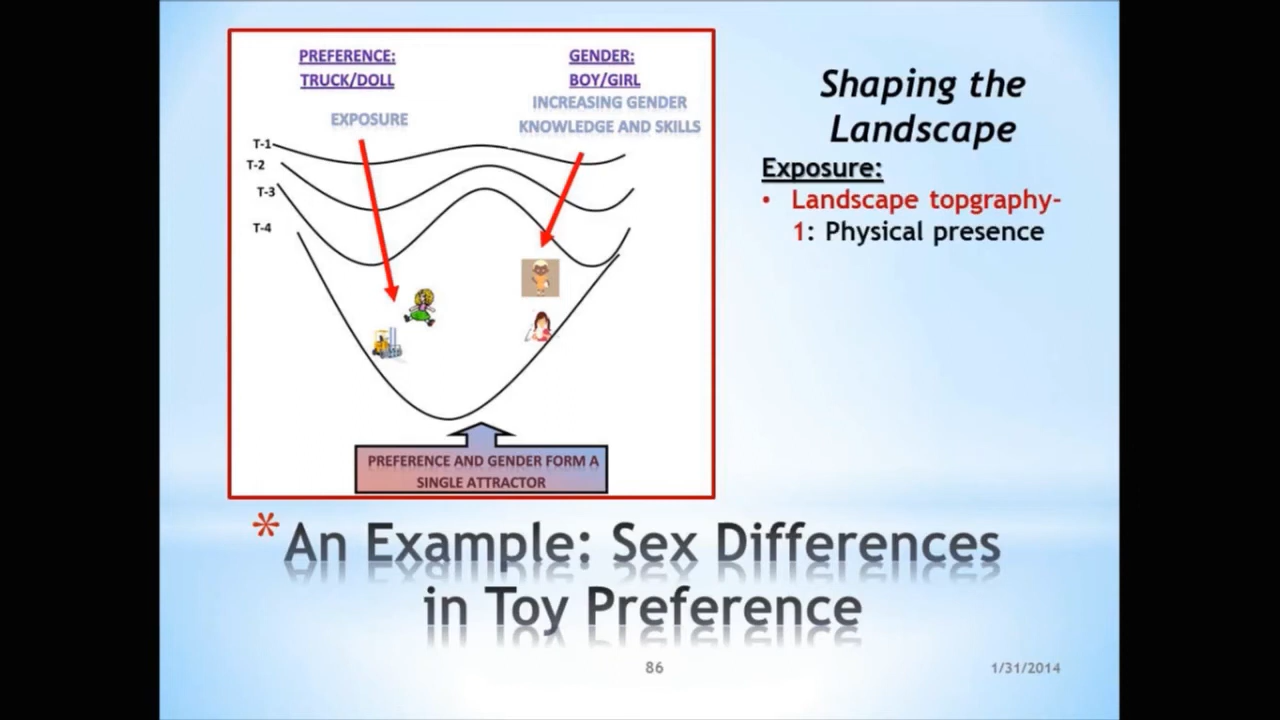 PREFERENCE:
TRUCK/DOLL
EXPOSURE
GENDER:
BOY/GIRL
INCREASING GENDER
KNOWLEDGE AND SKILLS
T-1
T-2
T-3
T-4
PREFERENCE AND GENDER FORM A
SINGLE ATTRACTOR
Shaping the
Landscape
Exposure:
• Landscape topgraphy-
1: Physical presence
* An Example: Sex Differences
in Toy Preference
86
1/31/2014